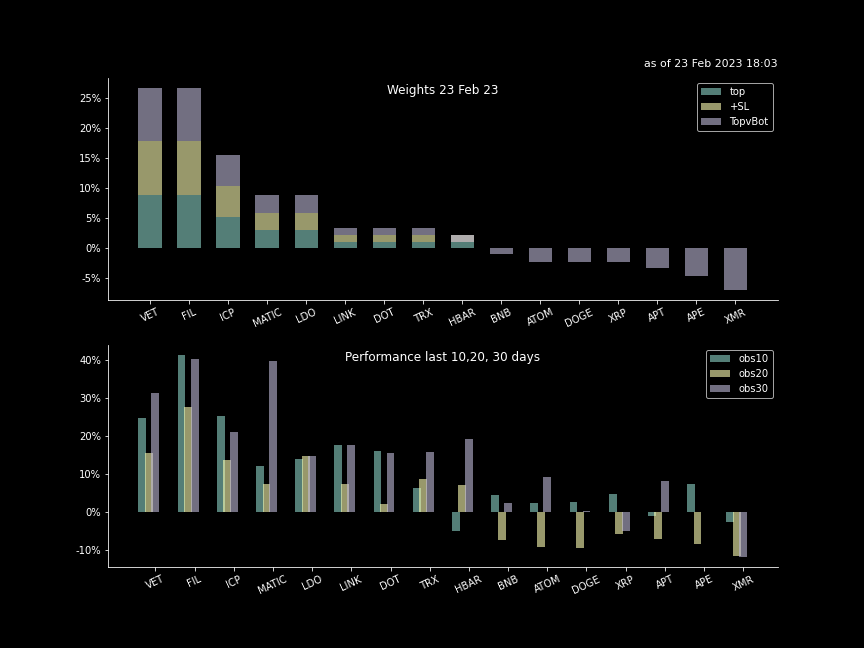 as of 23 Feb 2023 18:03
Weights 23 Feb 23
top
+SL
TopvBot
25%
20%
15%
10%
5%
0%
-5%
VET FIL ICP MATIC LDO LINK DOT TRX HBAR BNB ATOM DOGE XRP APT APE XMR
Performance last 10,20, 30 days
obs10
obs20
obs30
40%
30%
20%
10%
0%
-10%
VET FIL ICP MATIC LDO LINK DOT TRX HBAR BNB ATOM DOGE XRP APT APE XMR